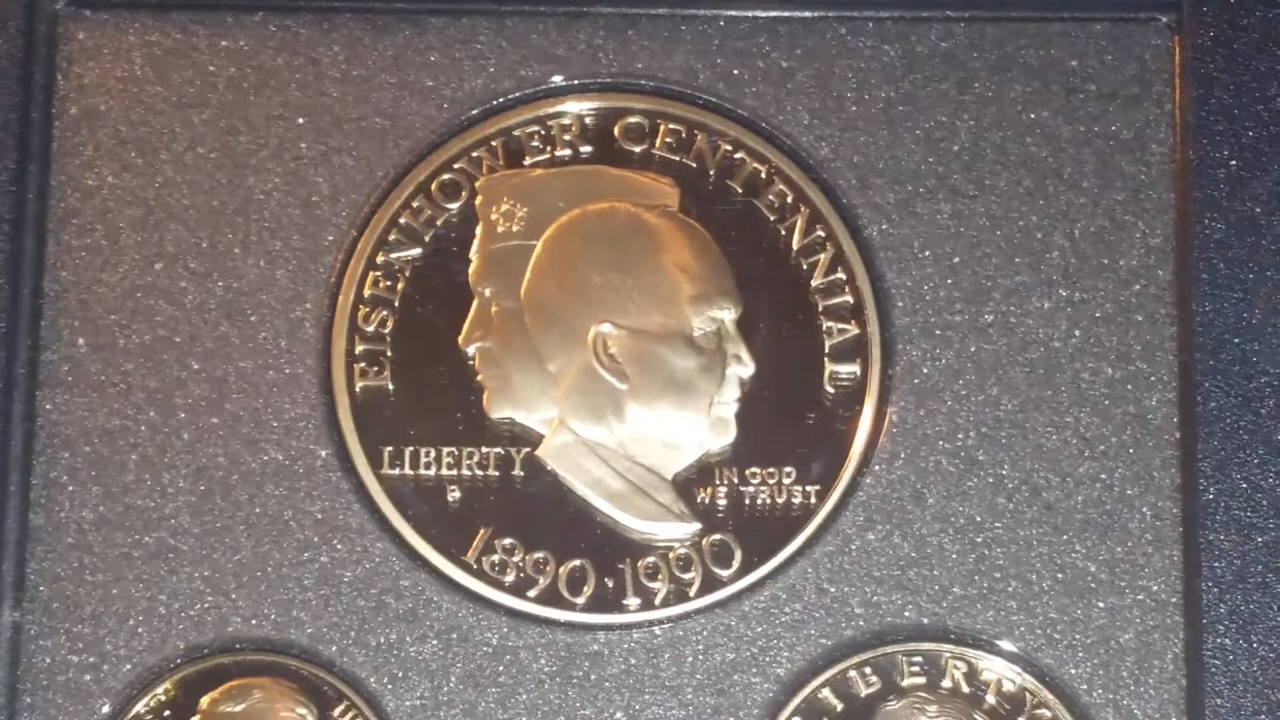 EISENHOWER CENTENNIAL
LIBERTY
P
IN GOD
WE TRUST
1890·1990
LIBERTY